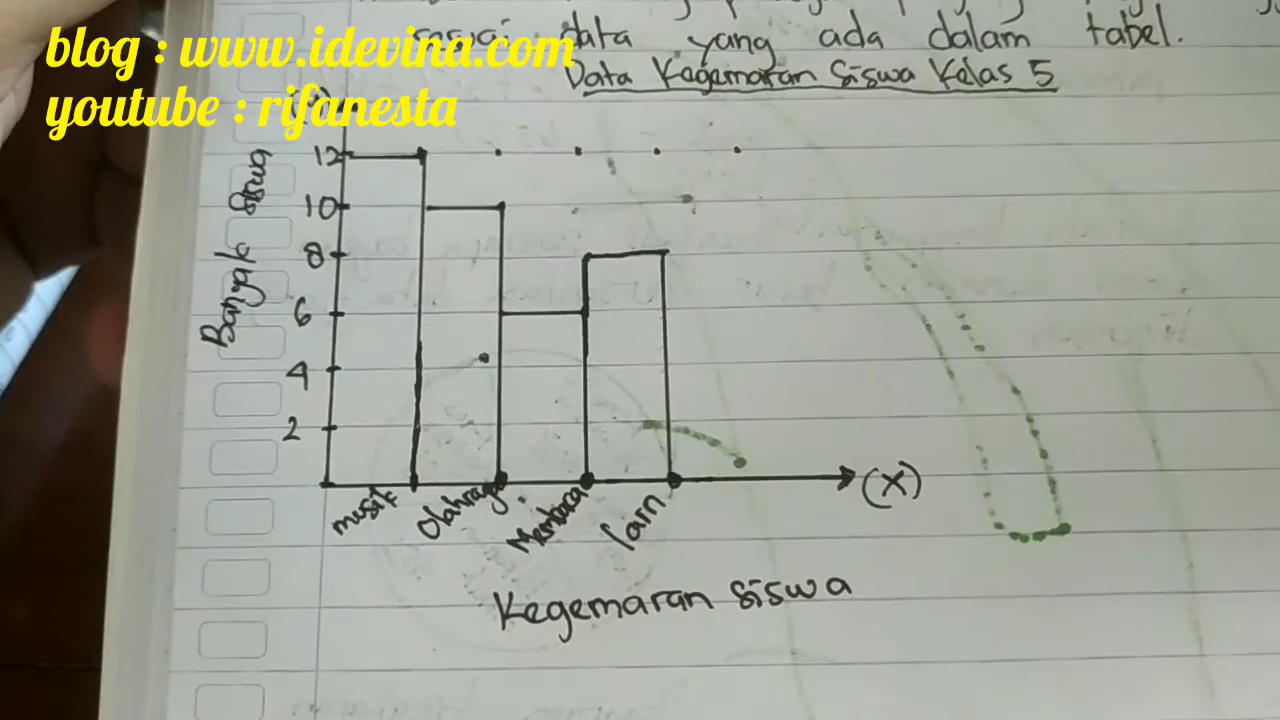 blog : www.idevina.com
youtube : rifanesta
data yang ada dalam tabel.
Data Kegemaran Siswa Kelas 5
Banyak Siswa
12
10
8
6
4
2
musik
Olahraga
Membaca
lain
(X)
Kegemaran Siswa